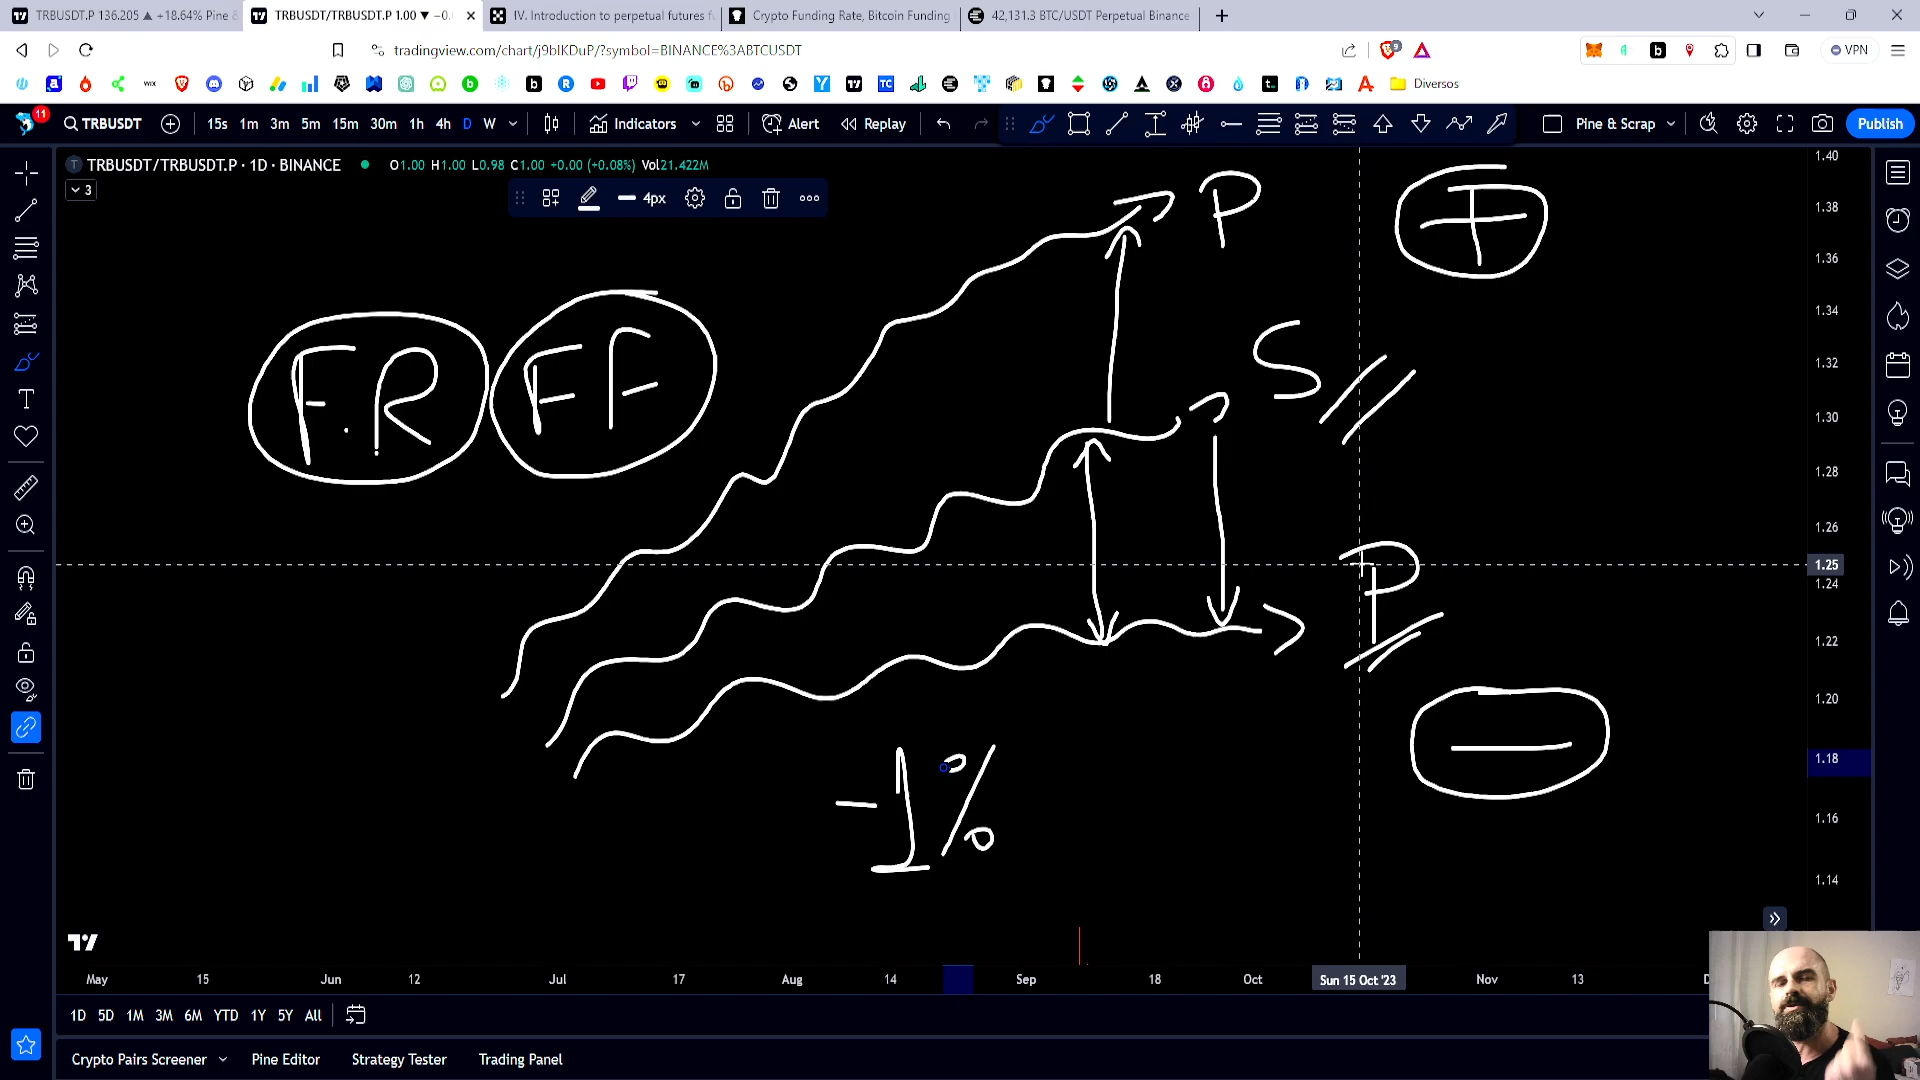 TRBUSDT.P 136.205 ▲ +18.64% Pine &
TRBUSDT/TRBUSDT.P 1.00 ▼ −0.
IV. Introduction to perpetual futures f
Crypto Funding Rate, Bitcoin Funding
42,131.3 BTC/USDT Perpetual Binance
tradingview.com/chart/j9blKDuP/?symbol=BINANCE%3ABTCUSDT
9
VPN
WIX
TC
Diversos
11
TRBUSDT
15s 1m 3m 5m 15m 30m 1h 4h D W
Indicators
Alert
Replay
Pine & Scrap
Publish
TRBUSDT/TRBUSDT.P · 1D · BINANCE
O1.00 H1.00 L0.98 C1.00 +0.00 (+0.08%) Vol21.422M
3
4px
P
+
F.R
FF
S
P
-1%
−
1.40
1.38
1.36
1.34
1.32
1.30
1.28
1.26
1.25
1.24
1.22
1.20
1.18
1.16
1.14
May 15 Jun 12 Jul 17 Aug 14 Sep 18 Oct Sun 15 Oct '23 Nov 13
1D 5D 1M 3M 6M YTD 1Y 5Y All
Crypto Pairs Screener
Pine Editor
Strategy Tester
Trading Panel